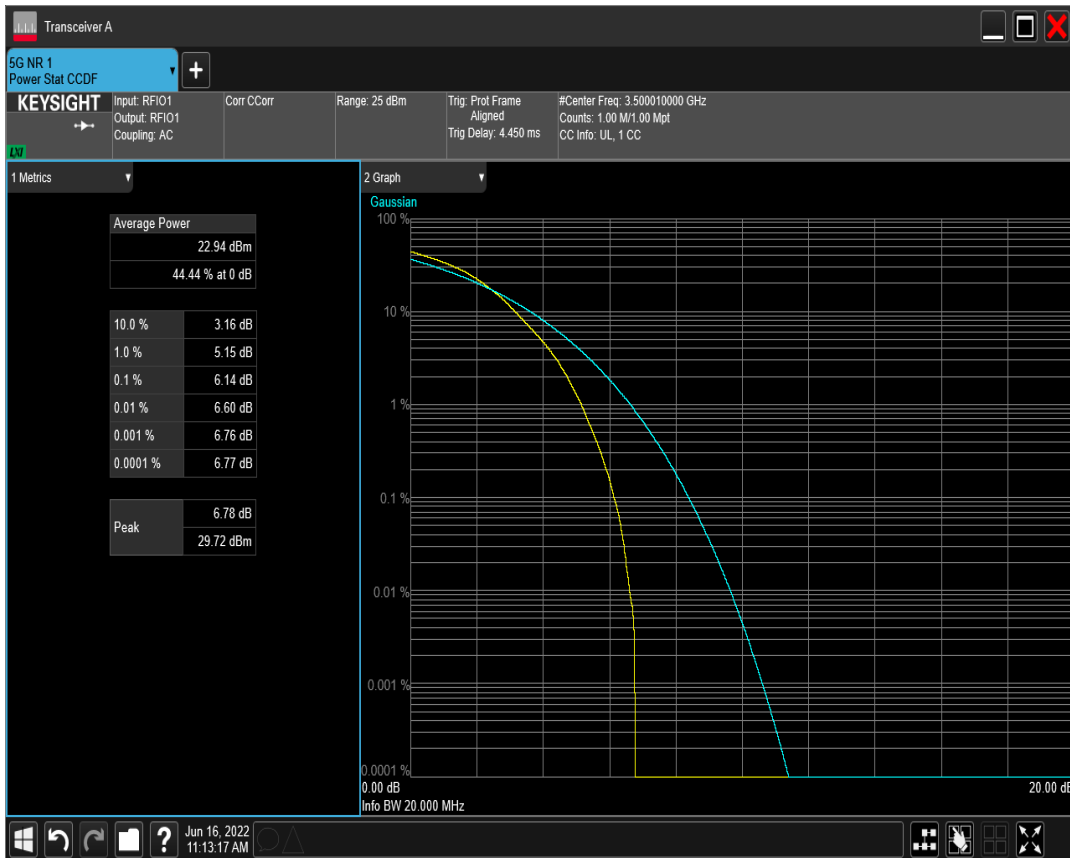 Transceiver A
5G NR 1
Power Stat CCDF
+
KEYSIGHT
LXI
Input: RFIO1
Output: RFIO1
Coupling: AC
Corr CCorr
Range: 25 dBm
Trig: Prot Frame
Aligned
Trig Delay: 4.450 ms
#Center Freq: 3.500010000 GHz
Counts: 1.00 M/1.00 Mpt
CC Info: UL, 1 CC
1 Metrics
Average Power
22.94 dBm
44.44 % at 0 dB
10.0 % 3.16 dB
1.0 % 5.15 dB
0.1 % 6.14 dB
0.01 % 6.60 dB
0.001 % 6.76 dB
0.0001 % 6.77 dB
Peak
6.78 dB
29.72 dBm
2 Graph
Gaussian
100 %
10 %
1 %
0.1 %
0.01 %
0.001 %
0.0001 %
0.00 dB 20.00 dB
Info BW 20.000 MHz
?
Jun 16, 2022
11:13:17 AM